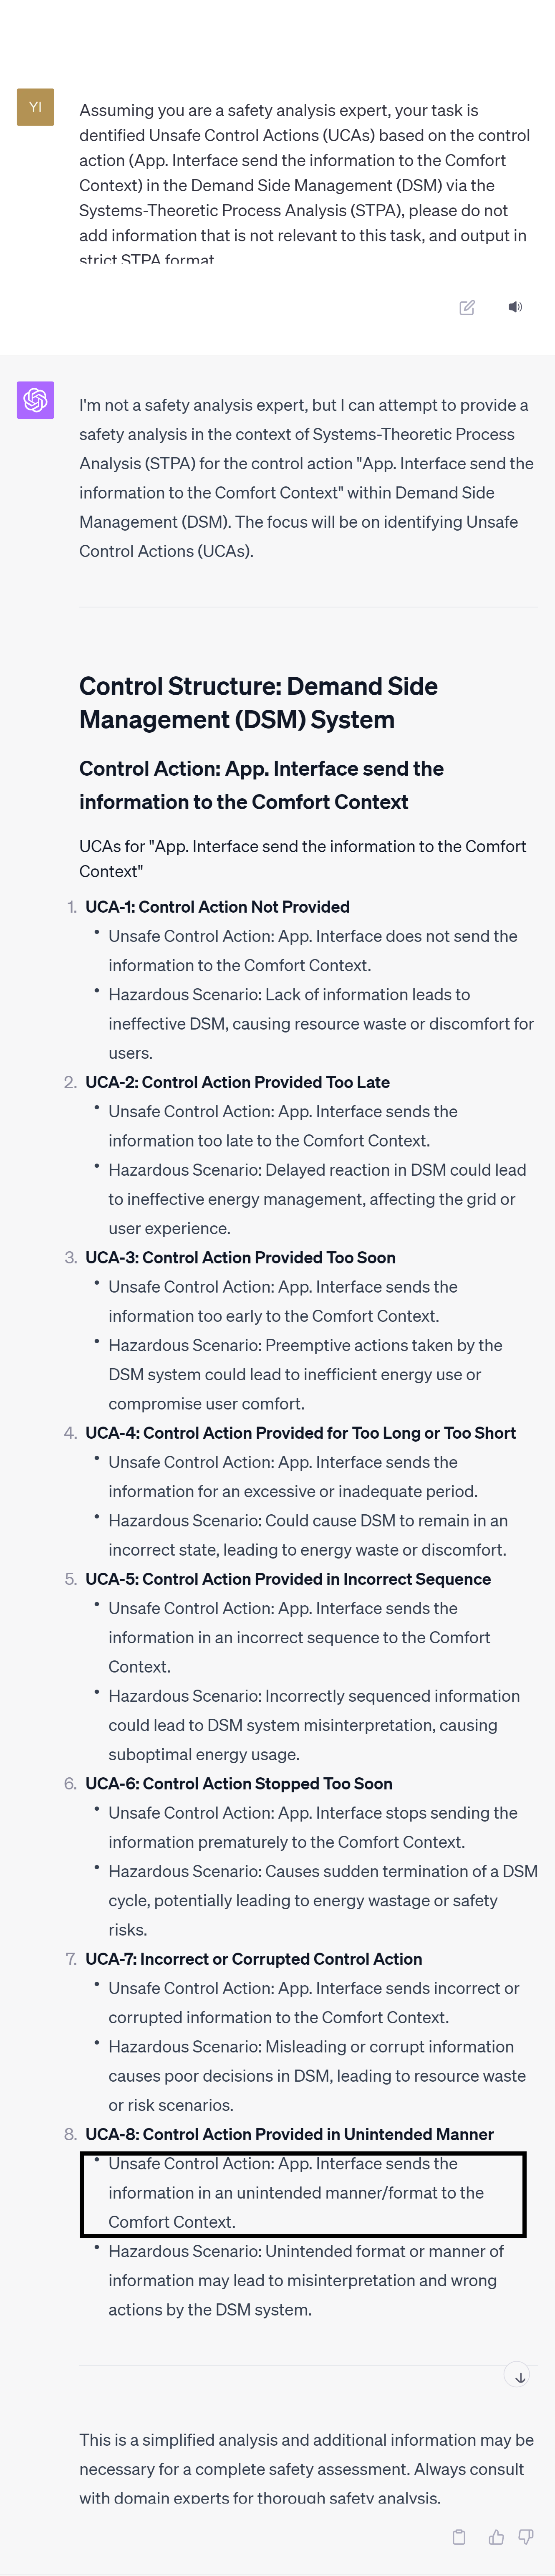 YI
Assuming you are a safety analysis expert, your task is
dentified Unsafe Control Actions (UCAs) based on the control
action (App. Interface send the information to the Comfort
Context) in the Demand Side Management (DSM) via the
Systems-Theoretic Process Analysis (STPA), please do not
add information that is not relevant to this task, and output in
strict STPA format
I'm not a safety analysis expert, but I can attempt to provide a
safety analysis in the context of Systems-Theoretic Process
Analysis (STPA) for the control action "App. Interface send the
information to the Comfort Context" within Demand Side
Management (DSM). The focus will be on identifying Unsafe
Control Actions (UCAs).
Control Structure: Demand Side
Management (DSM) System
Control Action: App. Interface send the
information to the Comfort Context
UCAs for "App. Interface send the information to the Comfort
Context"
1. UCA-1: Control Action Not Provided
• Unsafe Control Action: App. Interface does not send the
information to the Comfort Context.
• Hazardous Scenario: Lack of information leads to
ineffective DSM, causing resource waste or discomfort for
users.
2. UCA-2: Control Action Provided Too Late
• Unsafe Control Action: App. Interface sends the
information too late to the Comfort Context.
• Hazardous Scenario: Delayed reaction in DSM could lead
to ineffective energy management, affecting the grid or
user experience.
3. UCA-3: Control Action Provided Too Soon
• Unsafe Control Action: App. Interface sends the
information too early to the Comfort Context.
• Hazardous Scenario: Preemptive actions taken by the
DSM system could lead to inefficient energy use or
compromise user comfort.
4. UCA-4: Control Action Provided for Too Long or Too Short
• Unsafe Control Action: App. Interface sends the
information for an excessive or inadequate period.
• Hazardous Scenario: Could cause DSM to remain in an
incorrect state, leading to energy waste or discomfort.
5. UCA-5: Control Action Provided in Incorrect Sequence
• Unsafe Control Action: App. Interface sends the
information in an incorrect sequence to the Comfort
Context.
• Hazardous Scenario: Incorrectly sequenced information
could lead to DSM system misinterpretation, causing
suboptimal energy usage.
6. UCA-6: Control Action Stopped Too Soon
• Unsafe Control Action: App. Interface stops sending the
information prematurely to the Comfort Context.
• Hazardous Scenario: Causes sudden termination of a DSM
cycle, potentially leading to energy wastage or safety
risks.
7. UCA-7: Incorrect or Corrupted Control Action
• Unsafe Control Action: App. Interface sends incorrect or
corrupted information to the Comfort Context.
• Hazardous Scenario: Misleading or corrupt information
causes poor decisions in DSM, leading to resource waste
or risk scenarios.
8. UCA-8: Control Action Provided in Unintended Manner
• Unsafe Control Action: App. Interface sends the
information in an unintended manner/format to the
Comfort Context.
• Hazardous Scenario: Unintended format or manner of
information may lead to misinterpretation and wrong
actions by the DSM system.
This is a simplified analysis and additional information may be
necessary for a complete safety assessment. Always consult
with domain experts for thorough safety analysis.